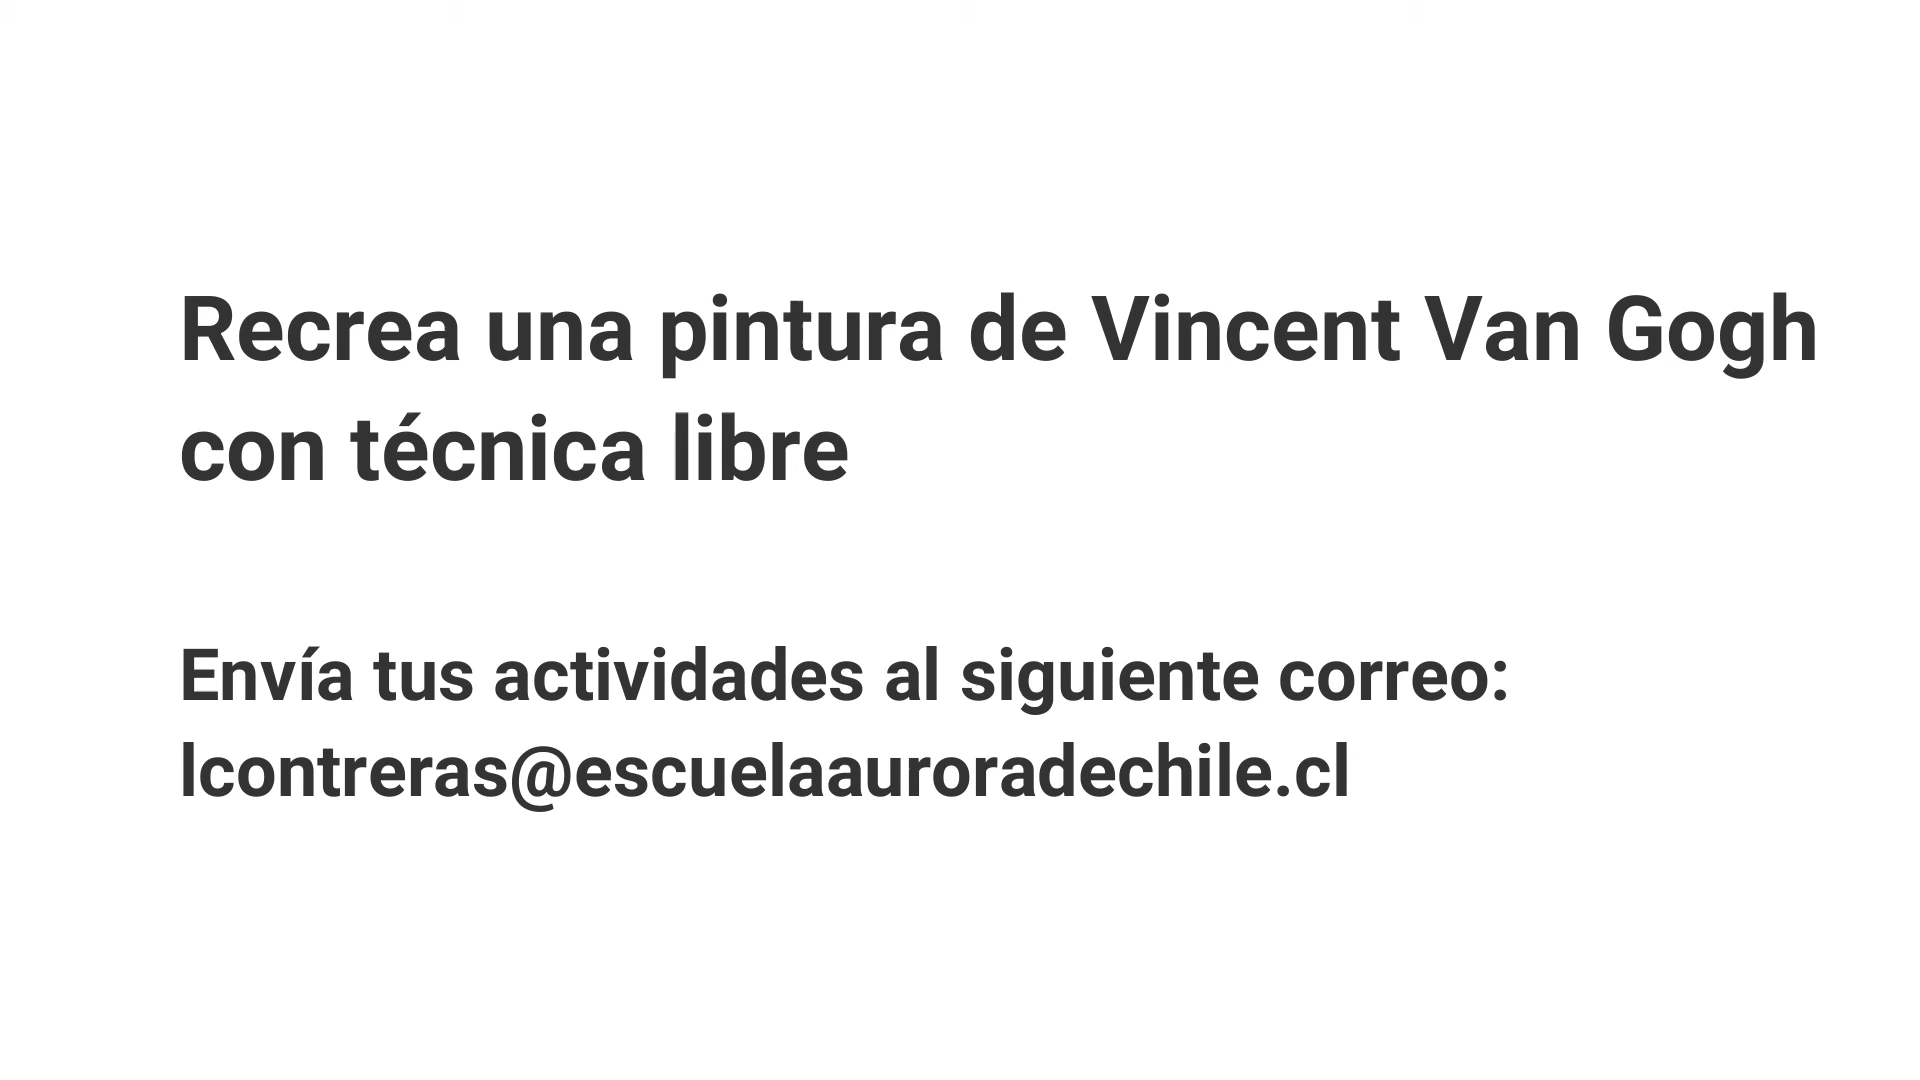 Recrea una pintura de Vincent Van Gogh
con técnica libre
Envía tus actividades al siguiente correo:
lcontreras@escuelaauroradechile.cl